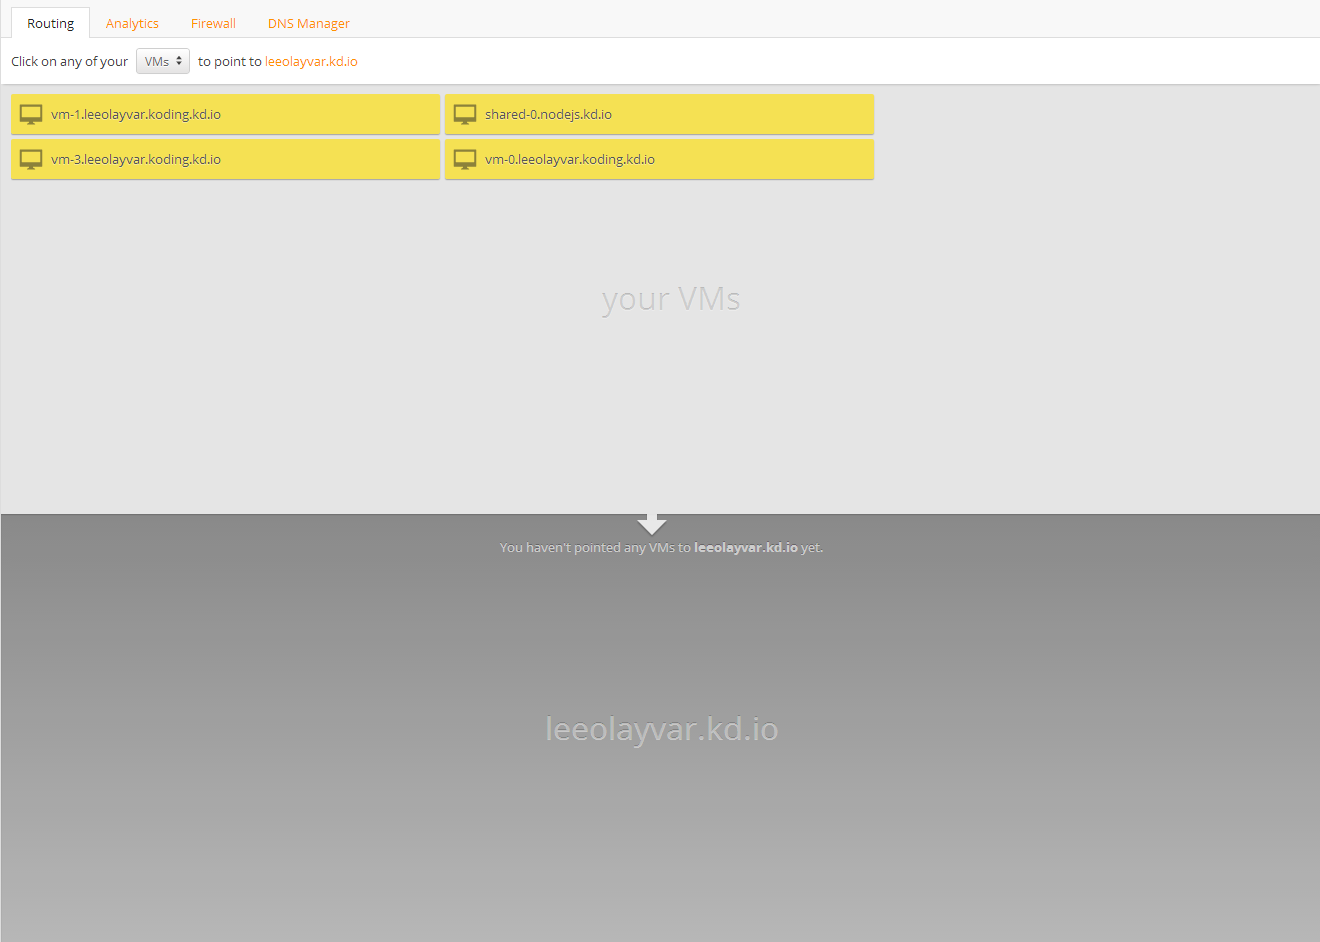 Routing Analytics Firewall DNS Manager
Click on any of your VMs to point to leeolayvar.kd.io
vm-1.leeolayvar.koding.kd.io shared-0.nodejs.kd.io
vm-3.leeolayvar.koding.kd.io vm-0.leeolayvar.koding.kd.io
your VMs
You haven't pointed any VMs to leeolayvar.kd.io yet.
leeolayvar.kd.io